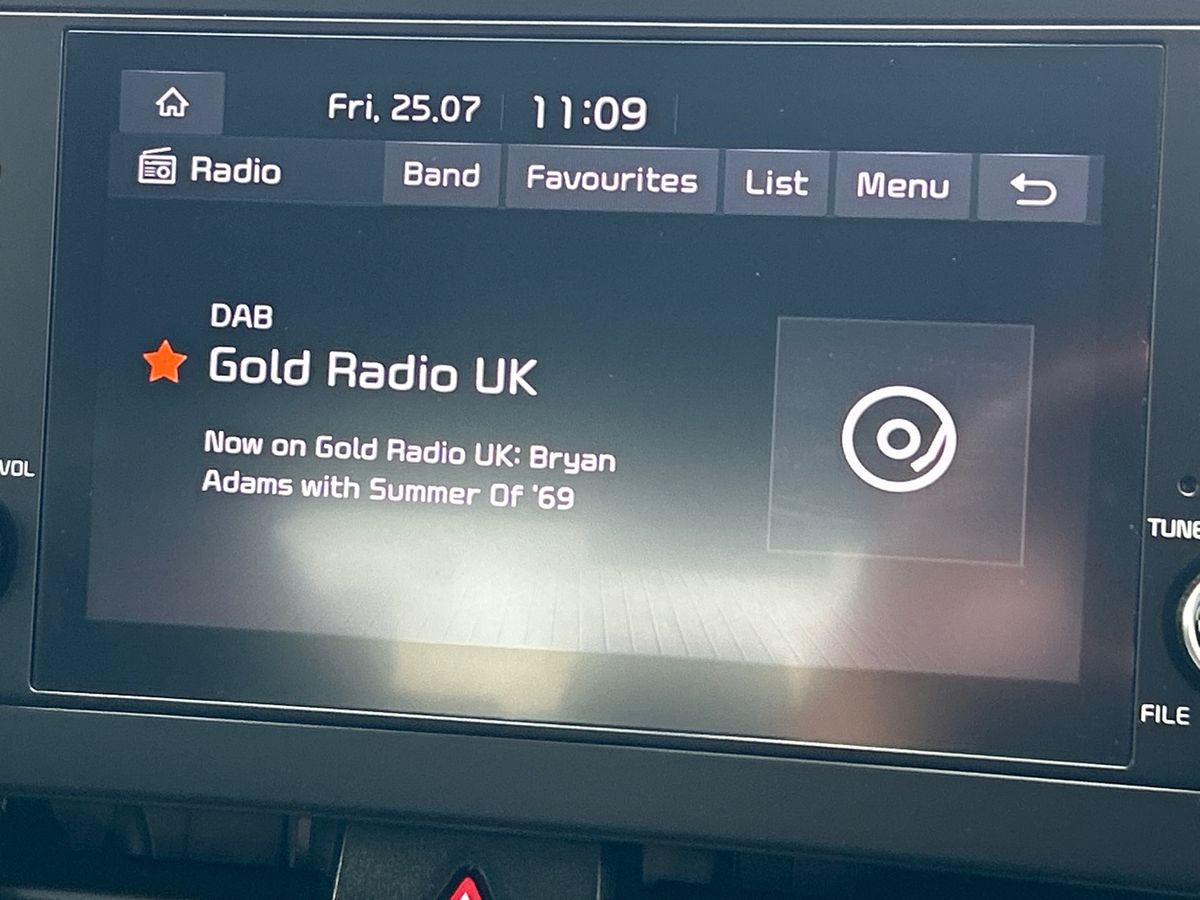 Fri, 25.07 11:09
Radio Band Favourites List Menu
DAB
Gold Radio UK
Now on Gold Radio UK: Bryan
Adams with Summer Of '69
VOL
TUNE
FILE